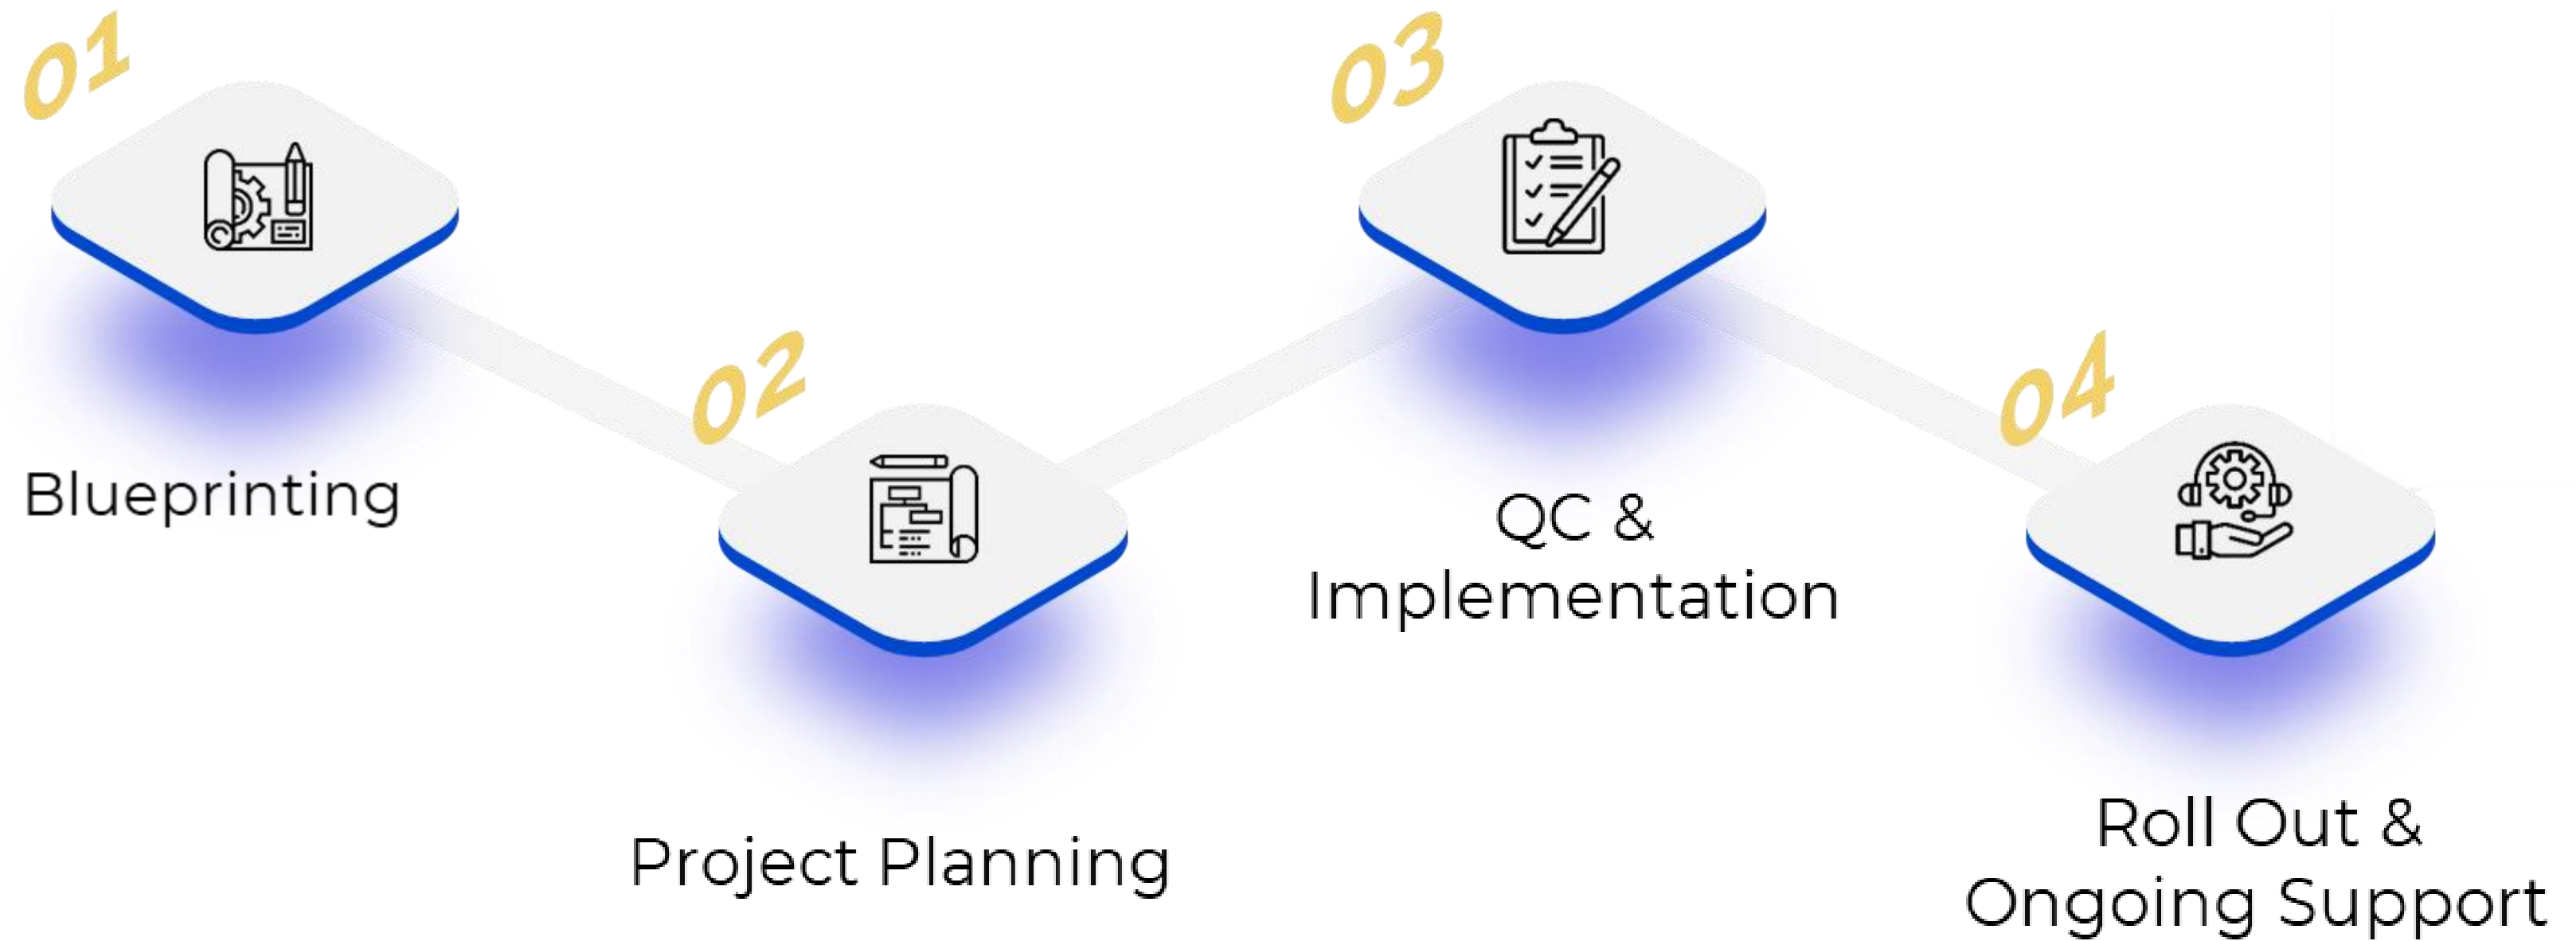 01
Blueprinting
02
Project Planning
03
QC &
Implementation
04
Roll Out &
Ongoing Support